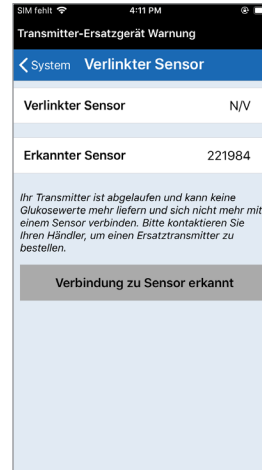 SIM fehlt 4:11 PM
Transmitter-Ersatzgerät Warnung
System Verlinkter Sensor
Verlinkter Sensor N/V
Erkannter Sensor 221984
Ihr Transmitter ist abgelaufen und kann keine
Glukosewerte mehr liefern und sich nicht mehr mit
einem Sensor verbinden. Bitte kontaktieren Sie
Ihren Händler, um einen Ersatztransmitter zu
bestellen.
Verbindung zu Sensor erkannt